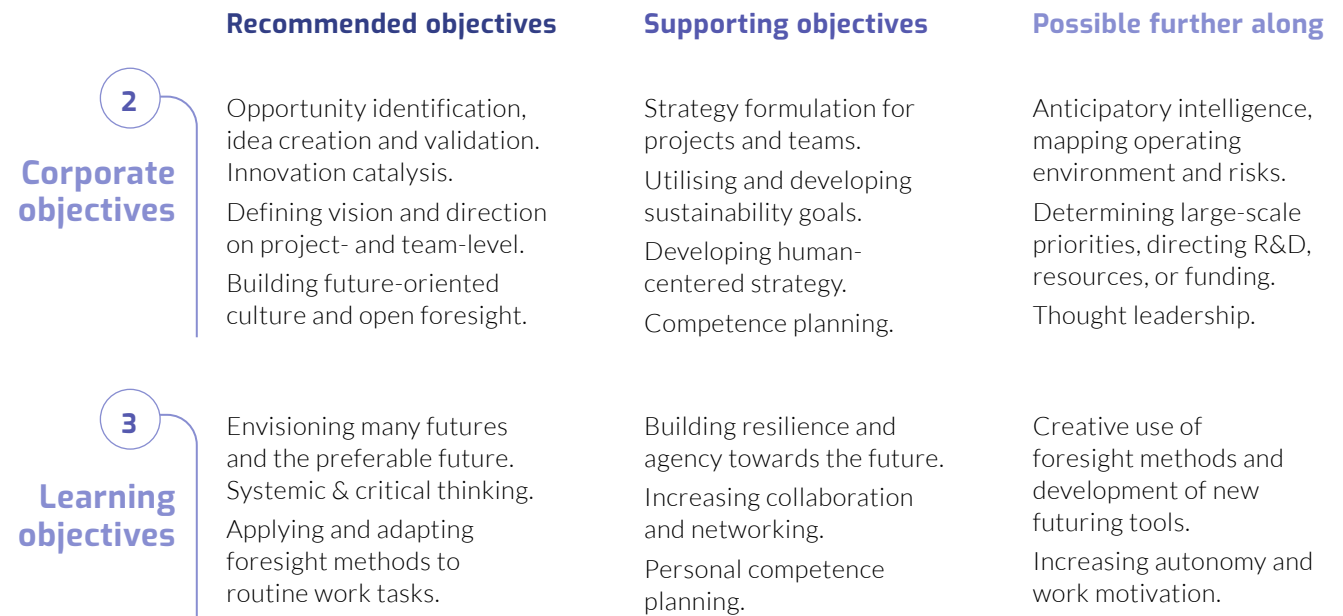 Recommended objectives
Supporting objectives
Possible further along
2
Corporate
objectives
Opportunity identification,
idea creation and validation.
Innovation catalysis.
Defining vision and direction
on project- and team-level.
Building future-oriented
culture and open foresight.
Strategy formulation for
projects and teams.
Utilising and developing
sustainability goals.
Developing human-
centered strategy.
Competence planning.
Anticipatory intelligence,
mapping operating
environment and risks.
Determining large-scale
priorities, directing R&D,
resources, or funding.
Thought leadership.
3
Learning
objectives
Envisioning many futures
and the preferable future.
Systemic & critical thinking.
Applying and adapting
foresight methods to
routine work tasks.
Building resilience and
agency towards the future.
Increasing collaboration
and networking.
Personal competence
planning.
Creative use of
foresight methods and
development of new
futuring tools.
Increasing autonomy and
work motivation.